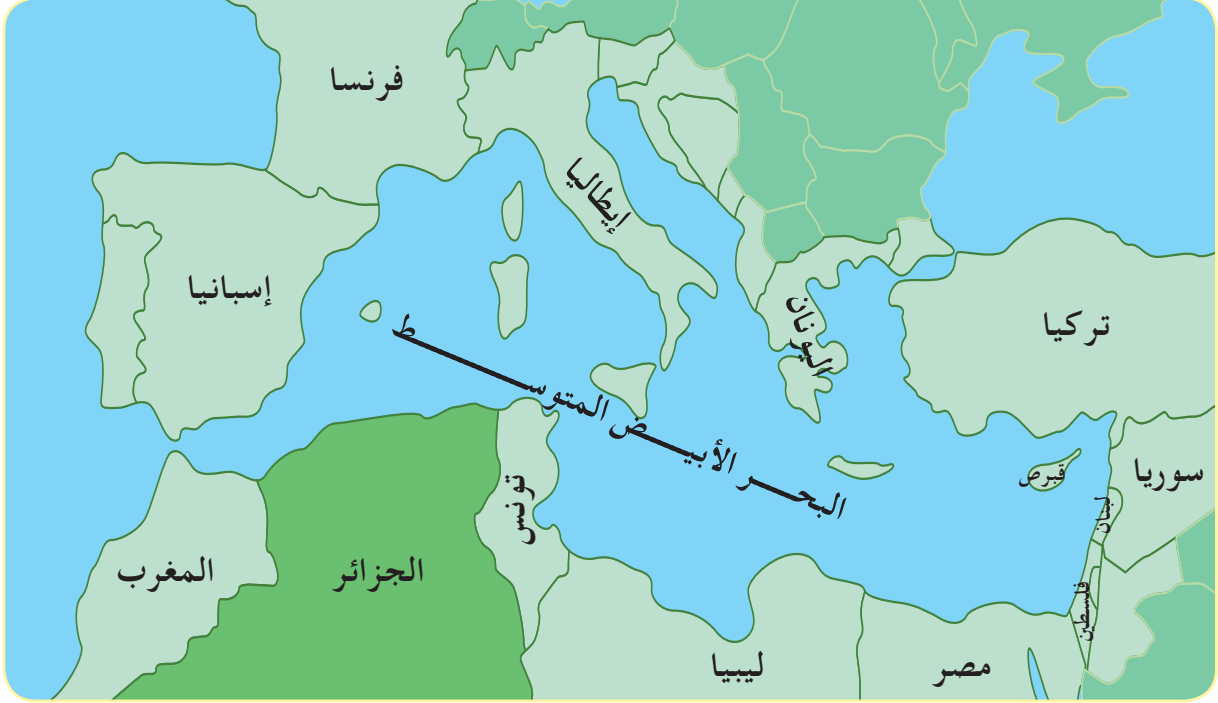 فرنسا
إيطاليا
إسبانيا
اليونان
تركيا
البحر الأبيض المتوسط
قبرص
سوريا
لبنان
تونس
المغرب
الجزائر
فلسطين
ليبيا
مصر